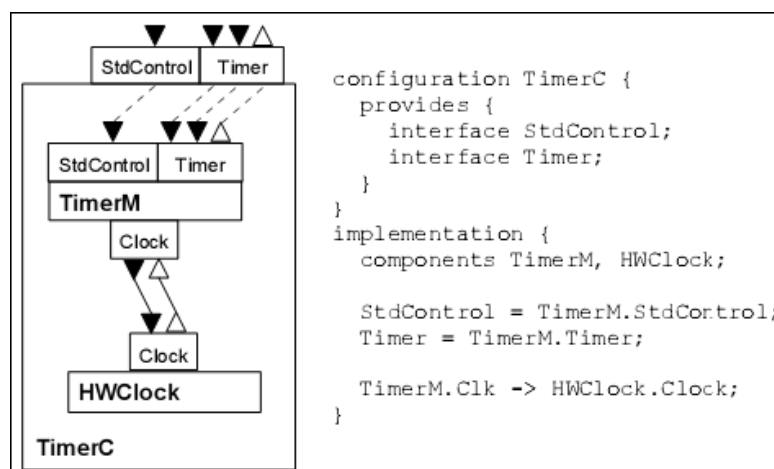 StdControl Timer
StdControl Timer
TimerM
Clock
Clock
HWClock
TimerC
configuration TimerC {
provides {
interface StdControl;
interface Timer;
}
}
implementation {
components TimerM, HWClock;
StdControl = TimerM.StdControl;
Timer = TimerM.Timer;
TimerM.Clk -> HWClock.Clock;
}